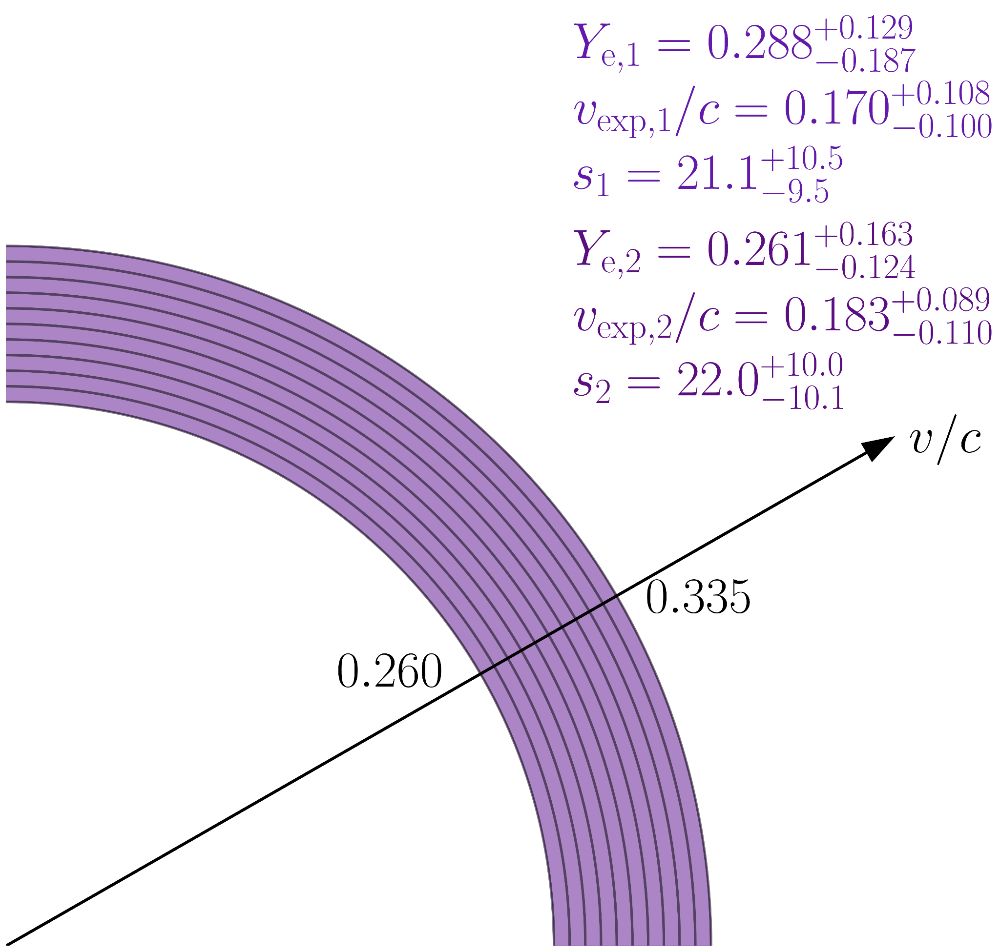 Y_{e,1} = 0.288^{+0.129}_{-0.187}
v_{exp,1}/c = 0.170^{+0.108}_{-0.100}
s_1 = 21.1^{+10.5}_{-9.5}
Y_{e,2} = 0.261^{+0.163}_{-0.124}
v_{exp,2}/c = 0.183^{+0.089}_{-0.110}
s_2 = 22.0^{+10.0}_{-10.1}
v/c
0.335
0.260